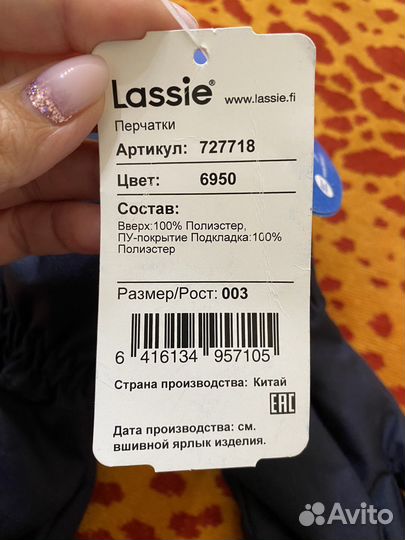 Lassie® www.lassie.fi
Перчатки
Артикул: 727718
Цвет: 6950
Состав:
Вверх:100% Полиэстер,
ПУ-покрытие Подкладка:100%
Полиэстер
Размер/Рост: 003
6 416134 957105
Страна производства: Китай
EAC
Дата производства: см.
вшивной ярлык изделия.
Avito